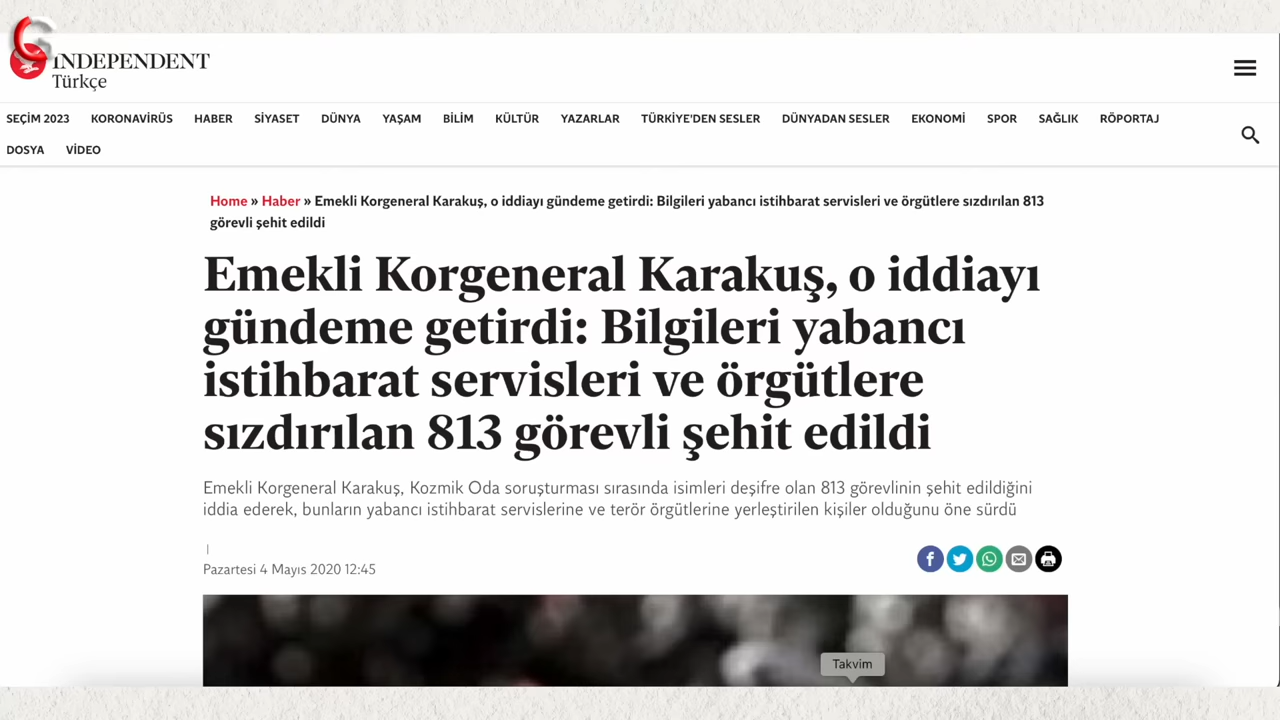 INDEPENDENT
Türkçe
SEÇİM 2023 KORONAVİRÜS HABER SİYASET DÜNYA YAŞAM BİLİM KÜLTÜR YAZARLAR TÜRKİYE'DEN SESLER DÜNYADAN SESLER EKONOMİ SPOR SAĞLIK RÖPORTAJ
DOSYA VİDEO
Home » Haber » Emekli Korgeneral Karakuş, o iddiayı gündeme getirdi: Bilgileri yabancı istihbarat servisleri ve örgütlere sızdırılan 813
görevli şehit edildi
Emekli Korgeneral Karakuş, o iddiayı
gündeme getirdi: Bilgileri yabancı
istihbarat servisleri ve örgütlere
sızdırılan 813 görevli şehit edildi
Emekli Korgeneral Karakuş, Kozmik Oda soruşturması sırasında isimleri deşifre olan 813 görevlinin şehit edildiğini
iddia ederek, bunların yabancı istihbarat servislerine ve terör örgütlerine yerleştirilen kişiler olduğunu öne sürdü
|
Pazartesi 4 Mayıs 2020 12:45
Takvim